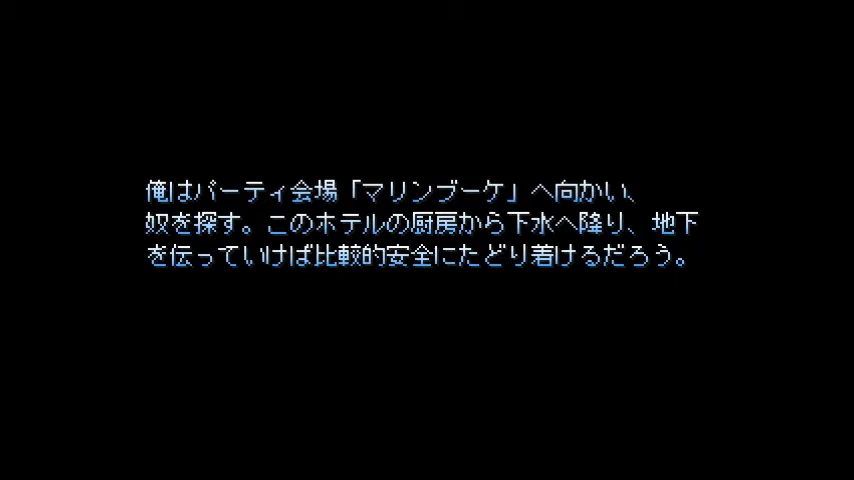 俺はパーティ会場「マリンブーケ」へ向かい、
奴を探す。このホテルの厨房から下水へ降り、地下
を伝っていけば比較的安全にたどり着けるだろう。